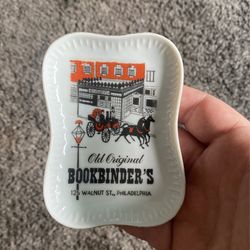 Old Original
BOOKBINDER'S
125 WALNUT ST., PHILADELPHIA